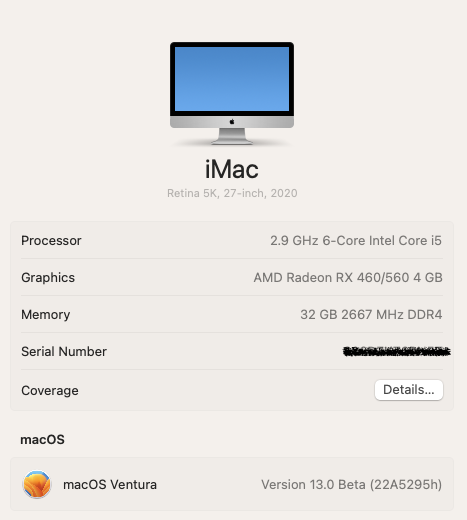 iMac
Retina 5K, 27-inch, 2020
Processor 2.9 GHz 6-Core Intel Core i5
Graphics AMD Radeon RX 460/560 4 GB
Memory 32 GB 2667 MHz DDR4
Serial Number
Coverage Details...
macOS
macOS Ventura Version 13.0 Beta (22A5295h)